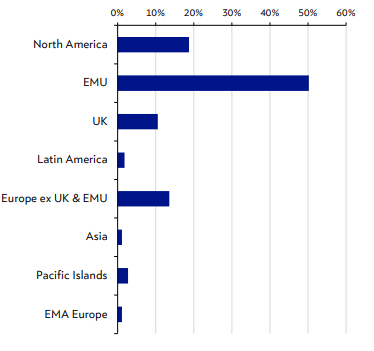 0% 10% 20% 30% 40% 50% 60%
North America
EMU
UK
Latin America
Europe ex UK & EMU
Asia
Pacific Islands
EMA Europe